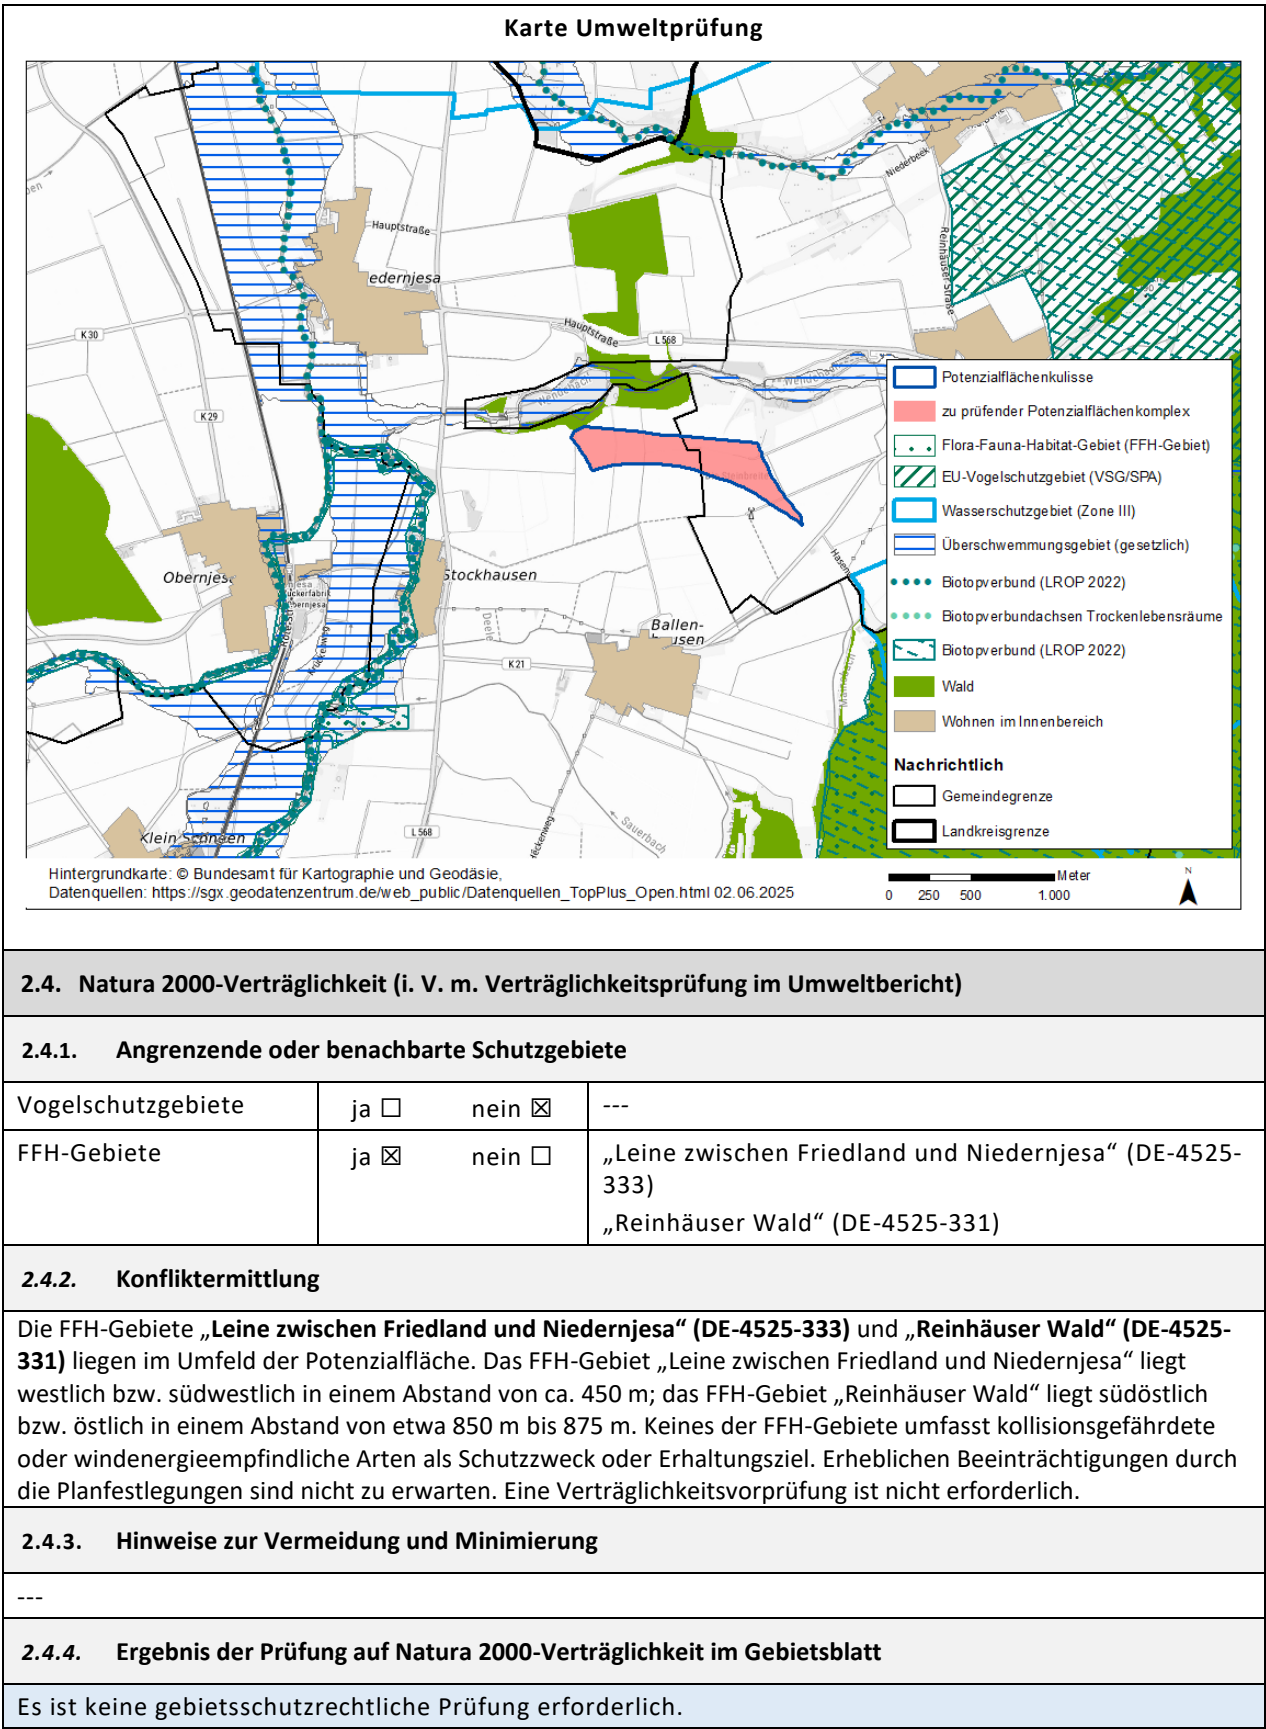 Karte Umweltprüfung
Niederbeek
Reinhäuser Straße
Hauptstraße
edernjesa
K 30
Hauptstraße
L 568
Wendebach
K 29
Potenzialflächenkulisse
zu prüfender Potenzialflächenkomplex
Flora-Fauna-Habitat-Gebiet (FFH-Gebiet)
EU-Vogelschutzgebiet (VSG/SPA)
Wasserschutzgebiet (Zone III)
Überschwemmungsgebiet (gesetzlich)
Biotopverbund (LROP 2022)
Biotopverbundachsen Trockenlebensräume
Biotopverbund (LROP 2022)
Wald
Wohnen im Innenbereich
Nachrichtlich
Gemeindegrenze
Landkreisgrenze
Obernjes
Stockhausen
Ballen-
K 21
L 568
Sauerbach
Hintergrundkarte: © Bundesamt für Kartographie und Geodäsie,
Datenquellen: https://sgx.geodatenzentrum.de/web_public/Datenquellen_TopPlus_Open.html 02.06.2025
Meter
0 250 500 1.000
N
2.4. Natura 2000-Verträglichkeit (i. V. m. Verträglichkeitsprüfung im Umweltbericht)
2.4.1. Angrenzende oder benachbarte Schutzgebiete
Vogelschutzgebiete ja ☐ nein ☒ ---
FFH-Gebiete ja ☒ nein ☐ „Leine zwischen Friedland und Niedernjesa“ (DE-4525-
333)
„Reinhäuser Wald“ (DE-4525-331)
2.4.2. Konfliktermittlung
Die FFH-Gebiete „Leine zwischen Friedland und Niedernjesa“ (DE-4525-333) und „Reinhäuser Wald“ (DE-4525-
331) liegen im Umfeld der Potenzialfläche. Das FFH-Gebiet „Leine zwischen Friedland und Niedernjesa“ liegt
westlich bzw. südwestlich in einem Abstand von ca. 450 m; das FFH-Gebiet „Reinhäuser Wald“ liegt südöstlich
bzw. östlich in einem Abstand von etwa 850 m bis 875 m. Keines der FFH-Gebiete umfasst kollisionsgefährdete
oder windenergieempfindliche Arten als Schutzzweck oder Erhaltungsziel. Erheblichen Beeinträchtigungen durch
die Planfestlegungen sind nicht zu erwarten. Eine Verträglichkeitsvorprüfung ist nicht erforderlich.
2.4.3. Hinweise zur Vermeidung und Minimierung
---
2.4.4. Ergebnis der Prüfung auf Natura 2000-Verträglichkeit im Gebietsblatt
Es ist keine gebietsschutzrechtliche Prüfung erforderlich.